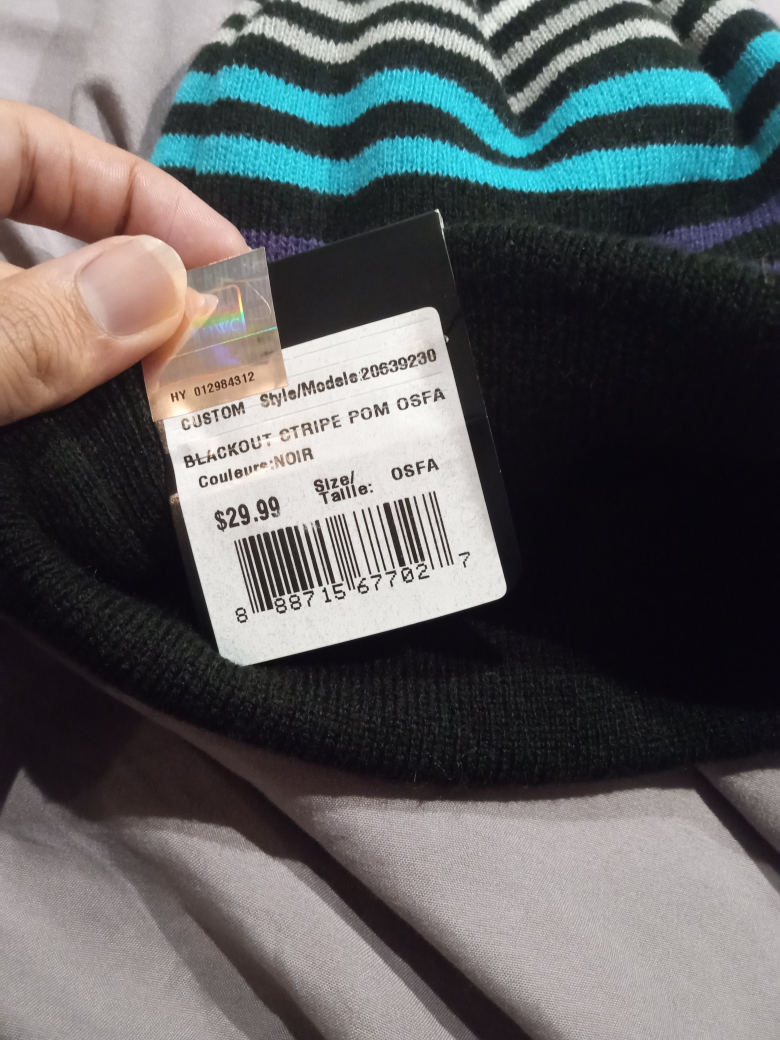 HY 012984312
CUSTOM Style/Modele:20639230
BLACKOUT STRIPE POM OSFA
Couleurs:NOIR
Size/
Taille: OSFA
$29.99
8 88715 67702 7